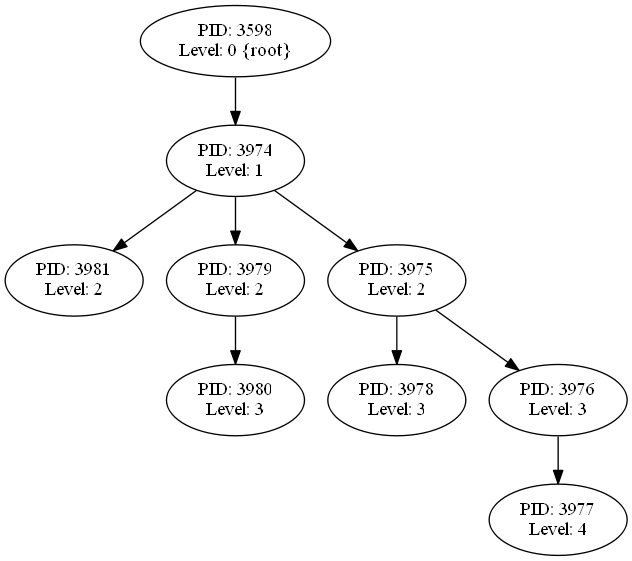 PID: 3598
Level: 0 {root}
PID: 3974
Level: 1
PID: 3981
Level: 2
PID: 3979
Level: 2
PID: 3975
Level: 2
PID: 3980
Level: 3
PID: 3978
Level: 3
PID: 3976
Level: 3
PID: 3977
Level: 4